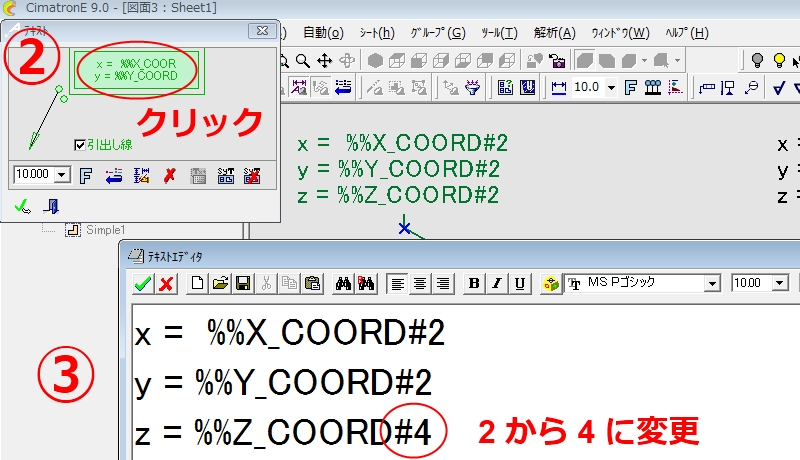 CimatronE 9.0 - [図面3 : Sheet1]
自動(O) ｼｰﾄ(H) ｸﾞﾙｰﾌﾟ(G) ﾂｰﾙ(T) 解析(A) ｳｨﾝﾄﾞｳ(W) ﾍﾙﾌﾟ(H)
テキスト
②
x = %%X_COOR
y = %%Y_COORD
クリック
引出し線
10.000
10.0
x = %%X_COORD#2
y = %%Y_COORD#2
z = %%Z_COORD#2
x
y =
z =
Simple1
ﾃｷｽﾄｴﾃﾞｨﾀ
B I U
MS Pゴシック
10.00
③
x = %%X_COORD#2
y = %%Y_COORD#2
z = %%Z_COORD#4
2 から 4 に変更